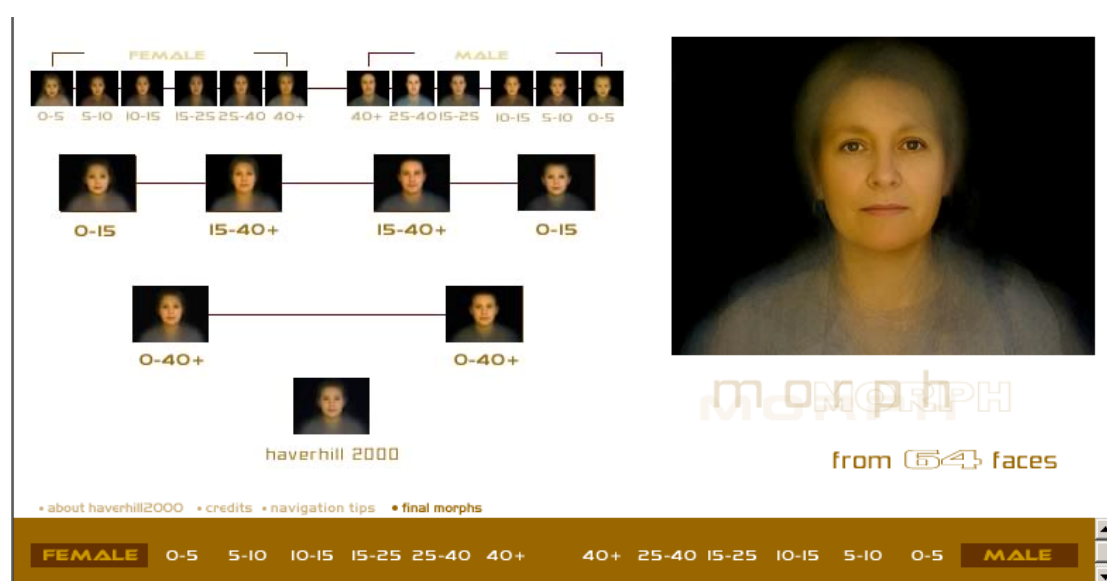 FEMALE MALE
0-5 5-10 10-15 15-25 25-40 40+ 40+ 25-40 15-25 10-15 5-10 0-5
0-15 15-40+ 15-40+ 0-15
0-40+ 0-40+
haverhill 2000
morph MORPH MORPH
from 64 faces
• about haverhill2000 • credits • navigation tips • final morphs
FEMALE 0-5 5-10 10-15 15-25 25-40 40+ 40+ 25-40 15-25 10-15 5-10 0-5 MALE